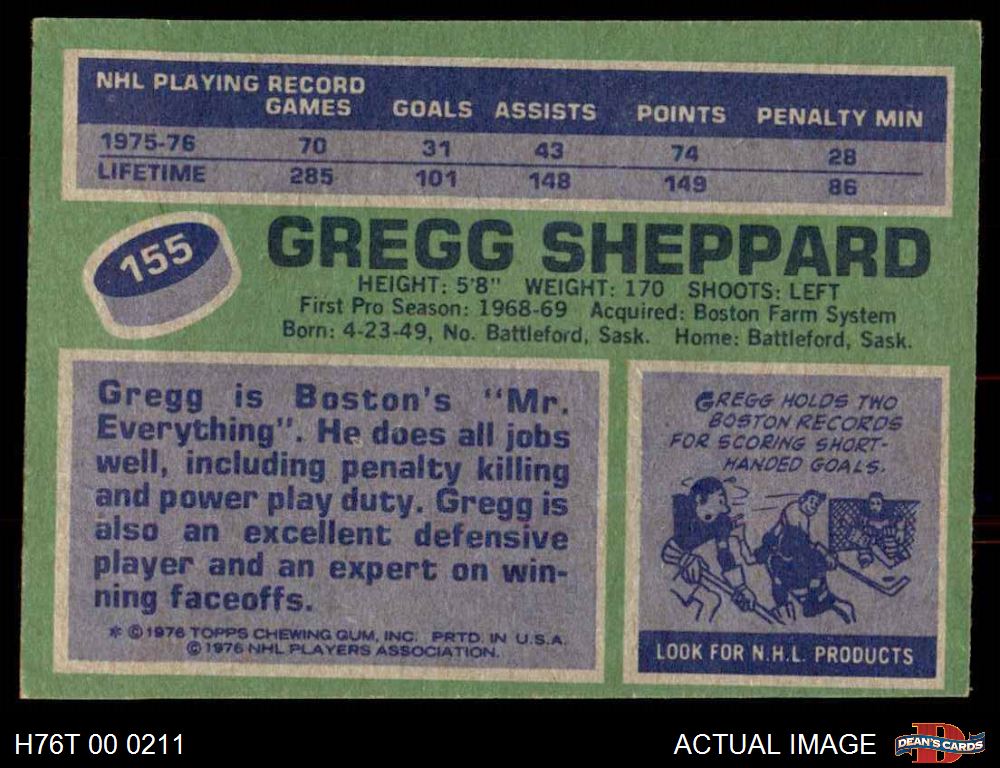 NHL PLAYING RECORD
GAMES GOALS ASSISTS POINTS PENALTY MIN
1975-76 70 31 43 74 28
LIFETIME 285 101 148 149 86
155
GREGG SHEPPARD
HEIGHT: 5'8" WEIGHT: 170 SHOOTS: LEFT
First Pro Season: 1968-69 Acquired: Boston Farm System
Born: 4-23-49, No. Battleford, Sask. Home: Battleford, Sask.
Gregg is Boston's "Mr.
Everything". He does all jobs
well, including penalty killing
and power play duty. Gregg is
also an excellent defensive
player and an expert on win-
ning faceoffs.
* © 1976 TOPPS CHEWING GUM, INC. PRTD. IN U.S.A.
© 1976 NHL PLAYERS ASSOCIATION.
GREGG HOLDS TWO
BOSTON RECORDS
FOR SCORING SHORT-
HANDED GOALS.
LOOK FOR N.H.L. PRODUCTS
H76T 00 0211
ACTUAL IMAGE
D
DEAN'S CARDS